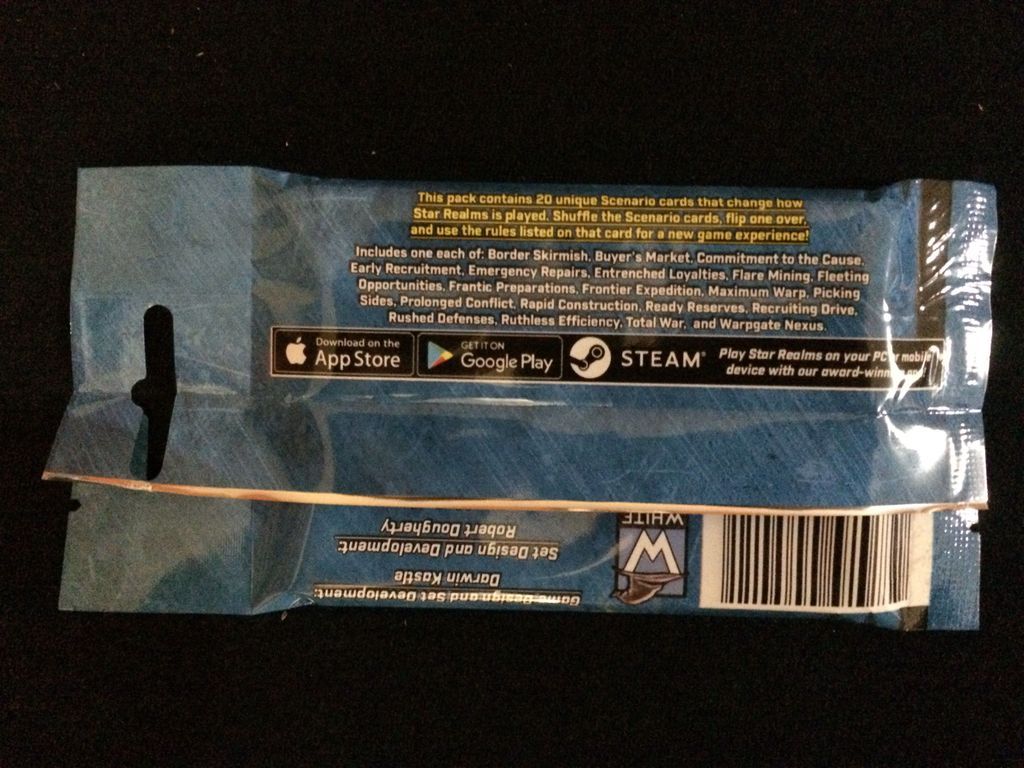 This pack contains 20 unique Scenario cards that change how
Star Realms is played. Shuffle the Scenario cards, flip one over,
and use the rules listed on that card for a new game experience!
Includes one each of: Border Skirmish, Buyer's Market, Commitment to the Cause,
Early Recruitment, Emergency Repairs, Entrenched Loyalties, Flare Mining, Fleeting
Opportunities, Frantic Preparations, Frontier Expedition, Maximum Warp, Picking
Sides, Prolonged Conflict, Rapid Construction, Ready Reserves, Recruiting Drive,
Rushed Defenses, Ruthless Efficiency, Total War, and Warpgate Nexus.
Download on the
App Store
GET IT ON
Google Play
STEAM®
Play Star Realms on your PC or mobile
device with our award-winning app!
Game Design and Set Development:
Darwin Kastle
Set Design and Development:
Robert Dougherty
W
WHITE